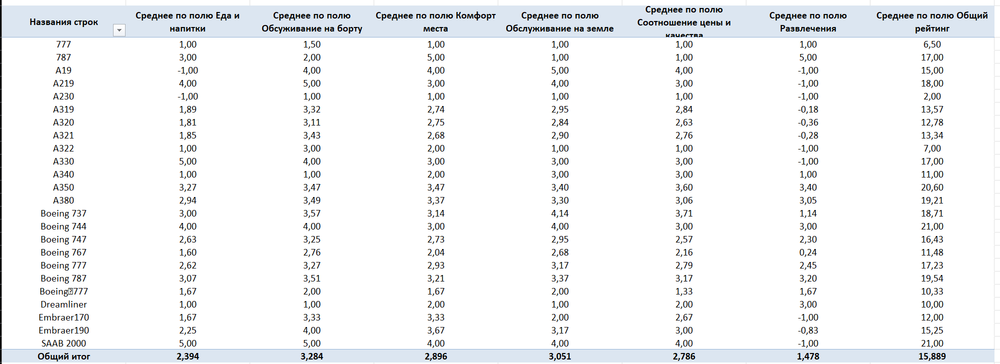 Названия строк Среднее по полю Еда и напитки Среднее по полю Обсуживание на борту Среднее по полю Комфорт места Среднее по полю Обслуживание на земле Среднее по полю Соотношение цены и качества Среднее по полю Развлечения Среднее по полю Общий рейтинг
777 1,00 1,50 1,00 1,00 1,00 1,00 6,50
787 3,00 2,00 5,00 1,00 1,00 5,00 17,00
A19 -1,00 4,00 4,00 5,00 4,00 -1,00 15,00
A219 4,00 5,00 3,00 4,00 3,00 -1,00 18,00
A230 -1,00 1,00 1,00 1,00 1,00 -1,00 2,00
A319 1,89 3,32 2,74 2,95 2,84 -0,18 13,57
A320 1,81 3,11 2,75 2,84 2,63 -0,36 12,78
A321 1,85 3,43 2,68 2,90 2,76 -0,28 13,34
A322 1,00 3,00 2,00 1,00 1,00 -1,00 7,00
A330 5,00 4,00 3,00 3,00 3,00 -1,00 17,00
A340 1,00 1,00 2,00 3,00 3,00 1,00 11,00
A350 3,27 3,47 3,47 3,40 3,60 3,40 20,60
A380 2,94 3,49 3,37 3,30 3,06 3,05 19,21
Boeing 737 3,00 3,57 3,14 4,14 3,71 1,14 18,71
Boeing 744 4,00 4,00 3,00 4,00 3,00 3,00 21,00
Boeing 747 2,63 3,25 2,73 2,95 2,57 2,30 16,43
Boeing 767 1,60 2,76 2,04 2,68 2,16 0,24 11,48
Boeing 777 2,62 3,27 2,93 3,17 2,79 2,45 17,23
Boeing 787 3,07 3,51 3,21 3,37 3,17 3,20 19,54
Boeing⍰777 1,67 2,00 1,67 2,00 1,33 1,67 10,33
Dreamliner 1,00 1,00 2,00 1,00 2,00 3,00 10,00
Embraer170 1,67 3,33 3,33 2,00 2,67 -1,00 12,00
Embraer190 2,25 4,00 3,67 3,17 3,00 -0,83 15,25
SAAB 2000 5,00 5,00 4,00 4,00 4,00 -1,00 21,00
Общий итог 2,394 3,284 2,896 3,051 2,786 1,478 15,889